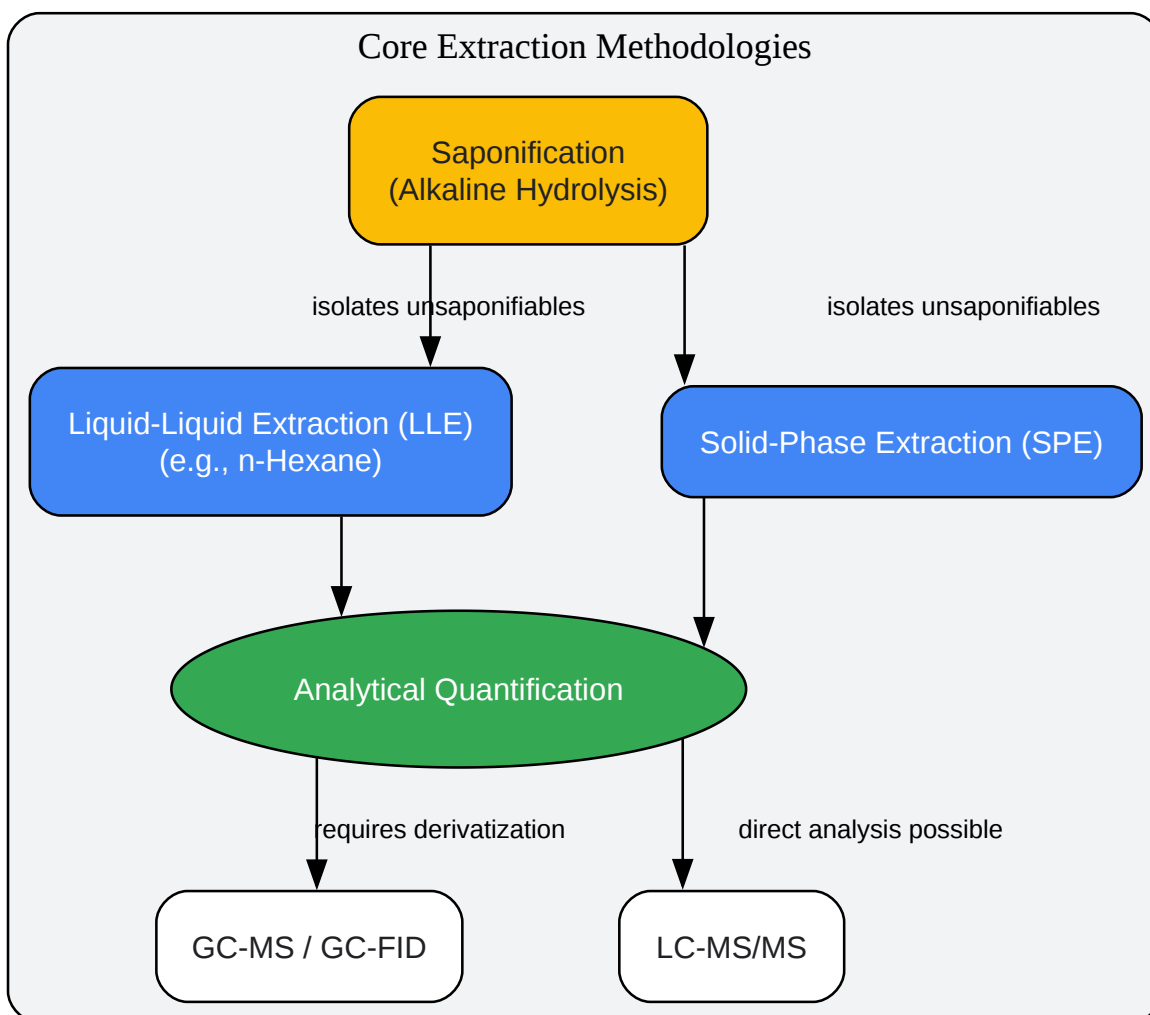 Core Extraction Methodologies
Saponification
(Alkaline Hydrolysis)
isolates unsaponifiables
isolates unsaponifiables
Liquid-Liquid Extraction (LLE)
(e.g., n-Hexane)
Solid-Phase Extraction (SPE)
Analytical Quantification
requires derivatization
direct analysis possible
GC-MS / GC-FID
LC-MS/MS